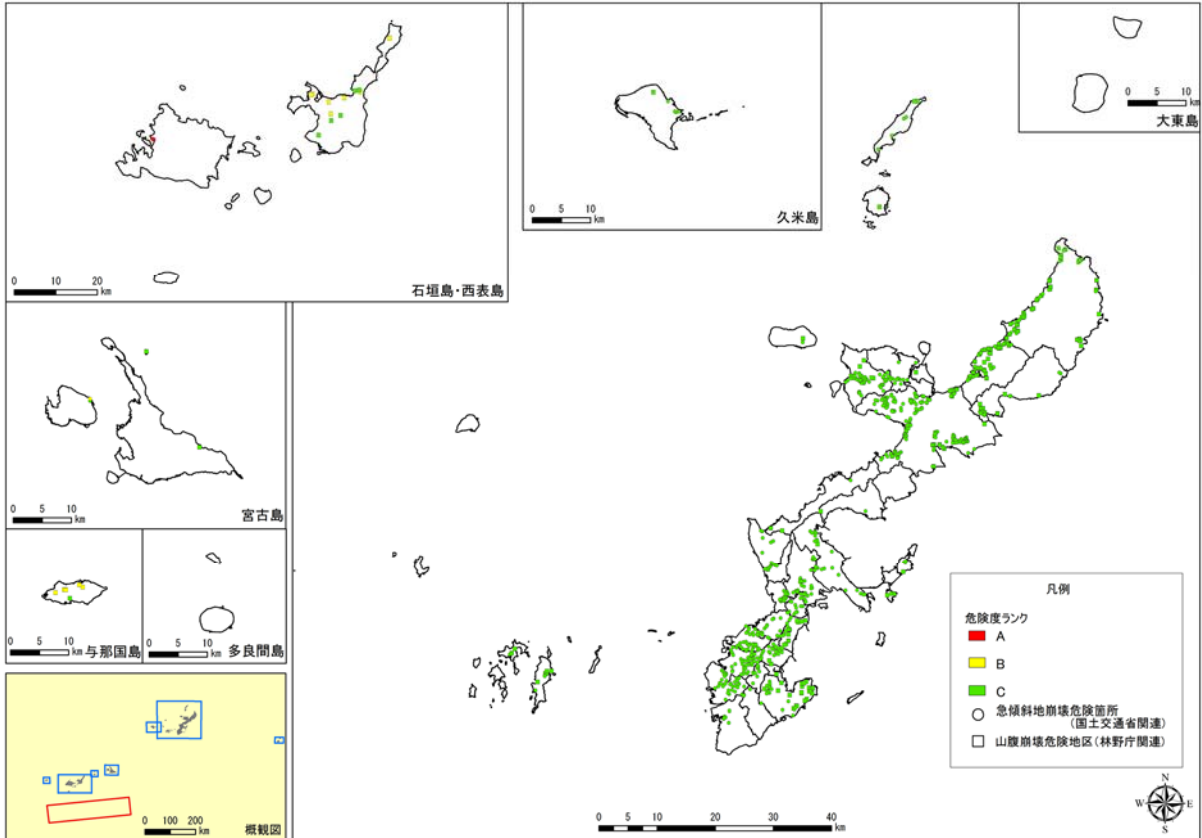 0 10 20
km
石垣島・西表島
0 5 10
km
久米島
0 5 10
km
大東島
0 5 10
km
宮古島
0 5 10
km
与那国島
0 5 10
km
多良間島
0 100 200
km
概観図
凡例
危険度ランク
A
B
C
急傾斜地崩壊危険箇所
(国土交通省関連)
山腹崩壊危険地区(林野庁関連)
0 5 10 20 30 40
km
N
W E
S